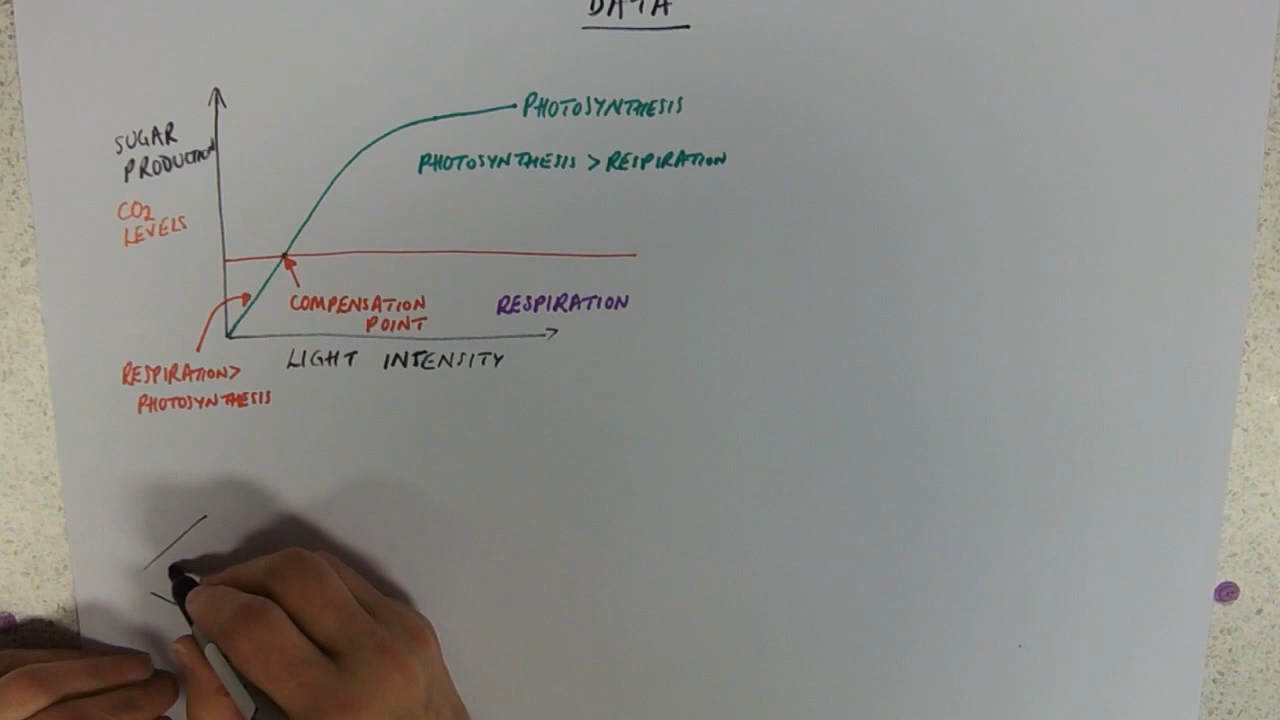 DATA
PHOTOSYNTHESIS
SUGAR
PRODUCTION
PHOTOSYNTHESIS > RESPIRATION
CO2
LEVELS
COMPENSATION
POINT
RESPIRATION
LIGHT INTENSITY
RESPIRATION>
PHOTOSYNTHESIS